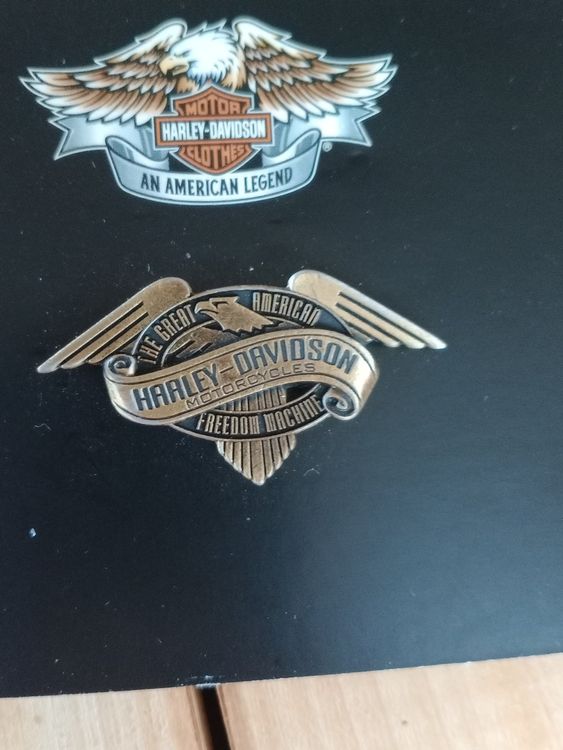 MOTOR
HARLEY-DAVIDSON
CLOTHES
®
AN AMERICAN LEGEND
THE GREAT AMERICAN
HARLEY-DAVIDSON
MOTORCYCLES
FREEDOM MACHINE